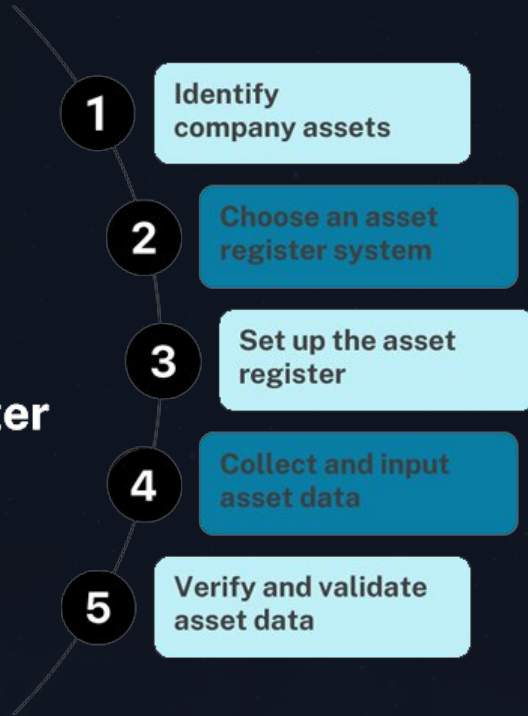 1
Identify
company assets
2
Choose an asset
register system
3
Set up the asset
register
4
Collect and input
asset data
5
Verify and validate
asset data